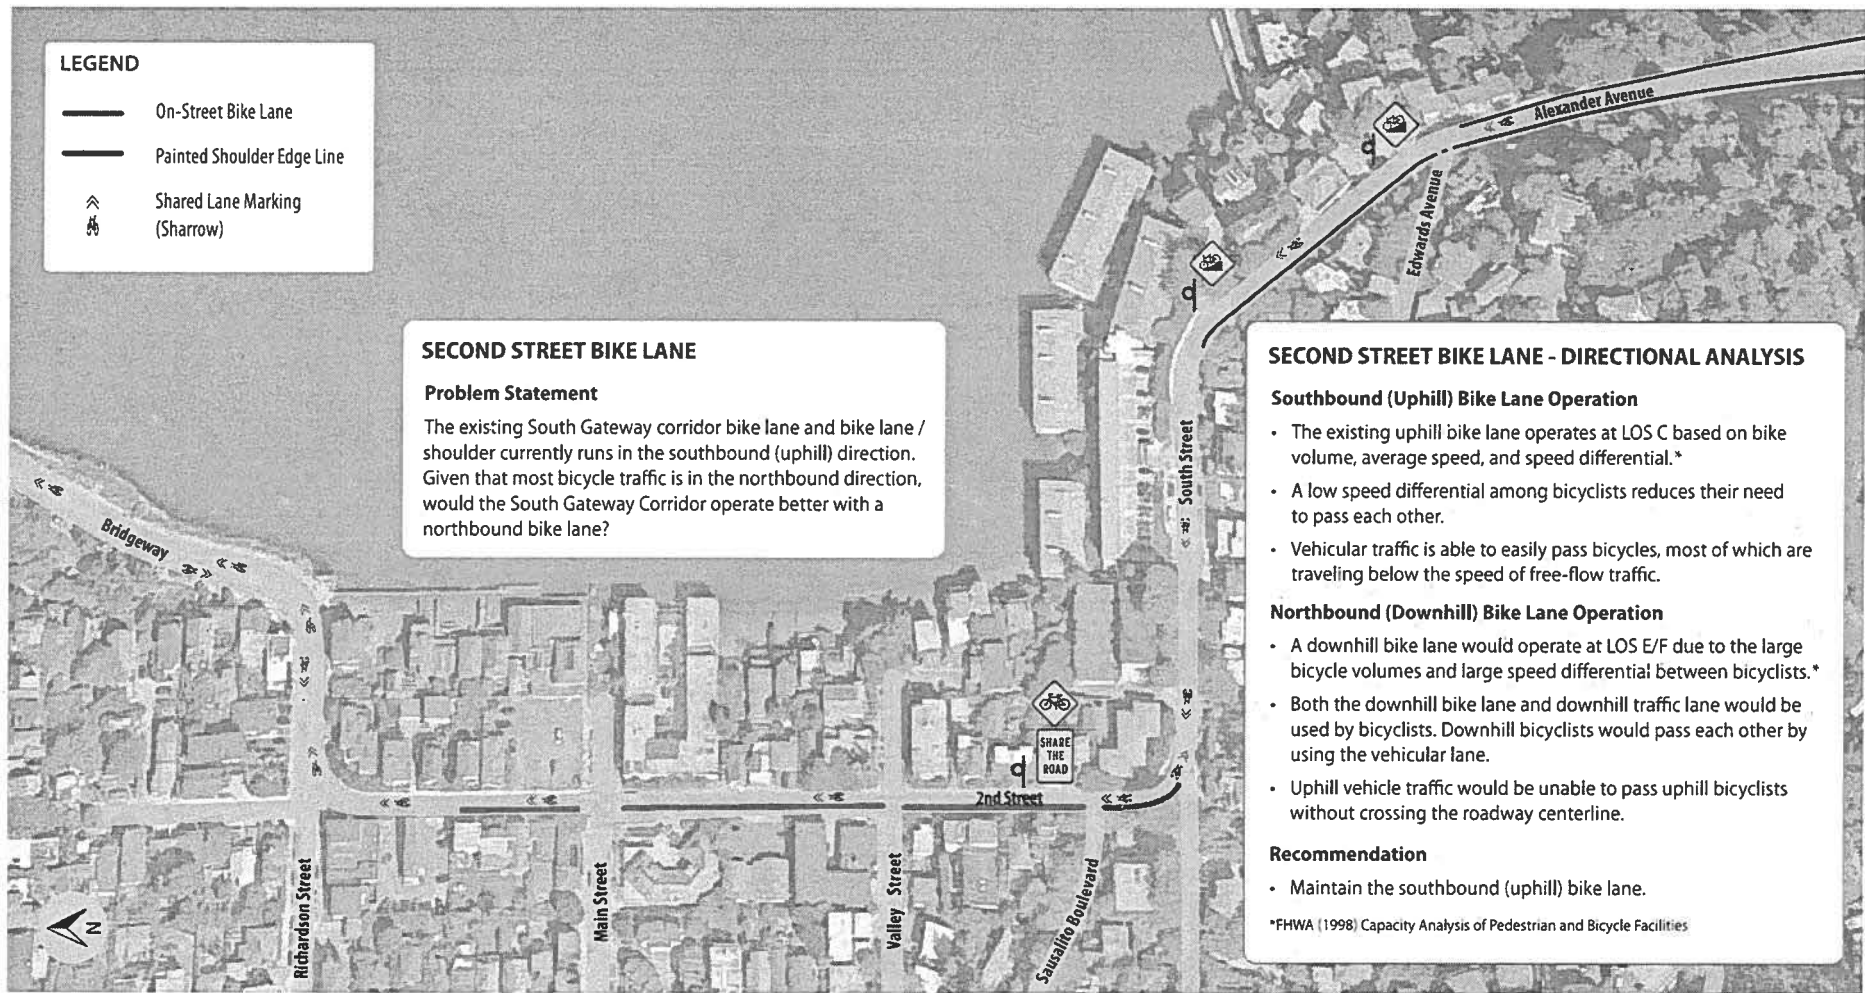 LEGEND
On-Street Bike Lane
Painted Shoulder Edge Line
Shared Lane Marking
(Sharrow)
Alexander Avenue
Edwards Avenue
SECOND STREET BIKE LANE
Problem Statement
The existing South Gateway corridor bike lane and bike lane /
shoulder currently runs in the southbound (uphill) direction.
Given that most bicycle traffic is in the northbound direction,
would the South Gateway Corridor operate better with a
northbound bike lane?
SECOND STREET BIKE LANE - DIRECTIONAL ANALYSIS
Southbound (Uphill) Bike Lane Operation
• The existing uphill bike lane operates at LOS C based on bike
volume, average speed, and speed differential.*
• A low speed differential among bicyclists reduces their need
to pass each other.
• Vehicular traffic is able to easily pass bicycles, most of which are
traveling below the speed of free-flow traffic.
Northbound (Downhill) Bike Lane Operation
• A downhill bike lane would operate at LOS E/F due to the large
bicycle volumes and large speed differential between bicyclists.*
• Both the downhill bike lane and downhill traffic lane would be
used by bicyclists. Downhill bicyclists would pass each other by
using the vehicular lane.
• Uphill vehicle traffic would be unable to pass uphill bicyclists
without crossing the roadway centerline.
Recommendation
• Maintain the southbound (uphill) bike lane.
*FHWA (1998) Capacity Analysis of Pedestrian and Bicycle Facilities
South Street
Bridgeway
SHARE
THE
ROAD
2nd Street
Richardson Street
Main Street
Valley Street
Sausalito Boulevard
N